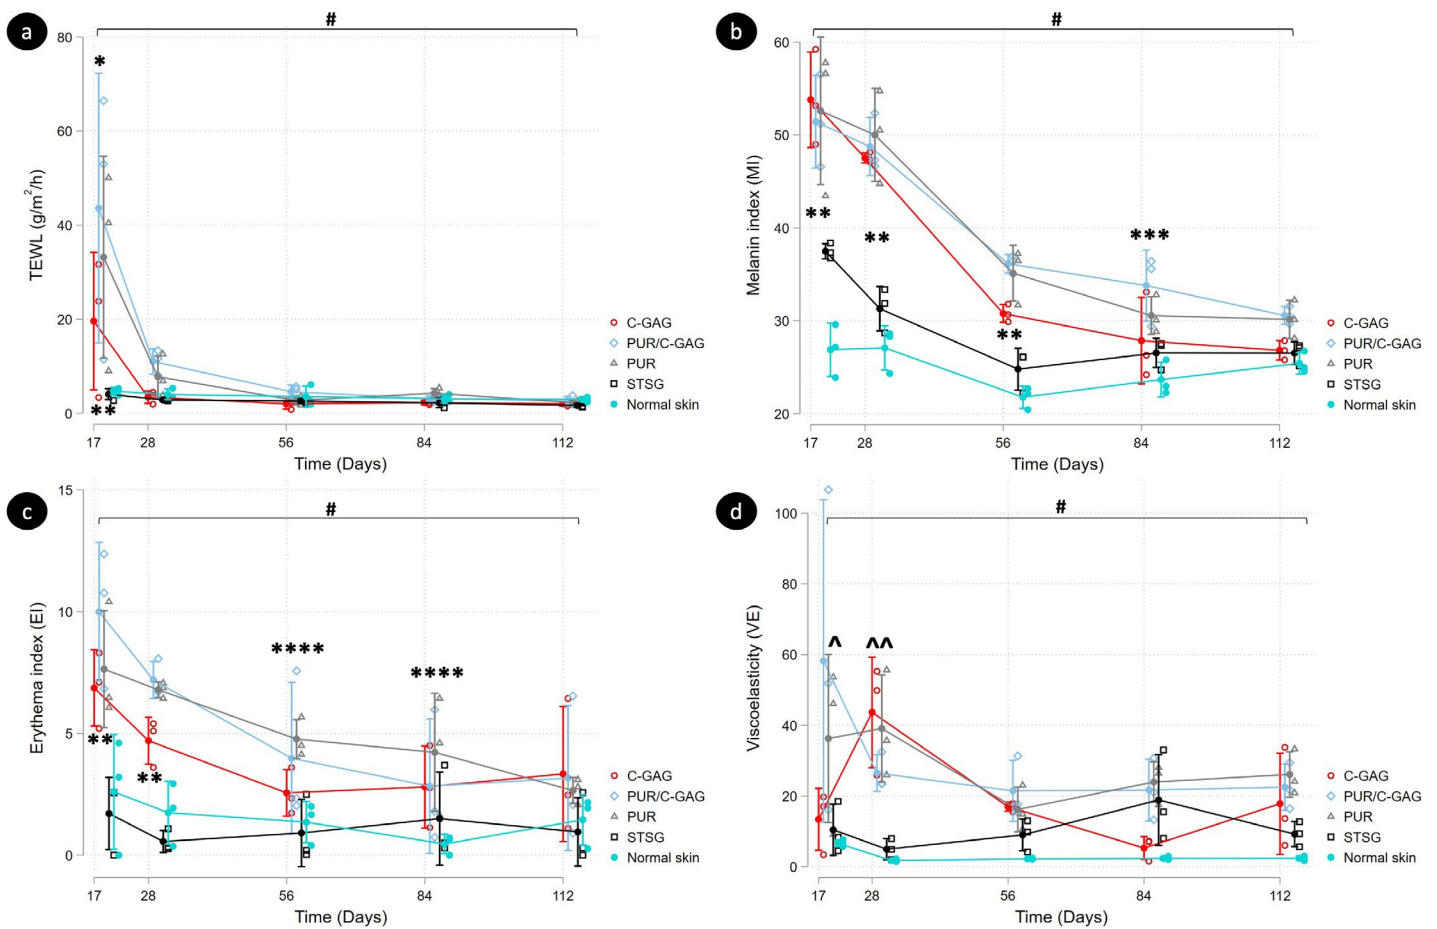 a
#
80
60
40
20
0
*
**
TEWL (g/m²/h)
17 28 56 84 112
Time (Days)
C-GAG
PUR/C-GAG
PUR
STSG
Normal skin
b
#
60
50
40
30
20
**
**
**
***
Melanin index (MI)
17 28 56 84 112
Time (Days)
C-GAG
PUR/C-GAG
PUR
STSG
Normal skin
c
#
15
10
5
0
**
**
****
****
Erythema index (EI)
17 28 56 84 112
Time (Days)
C-GAG
PUR/C-GAG
PUR
STSG
Normal skin
d
#
100
80
60
40
20
0
^
^^
Viscoelasticity (VE)
17 28 56 84 112
Time (Days)
C-GAG
PUR/C-GAG
PUR
STSG
Normal skin